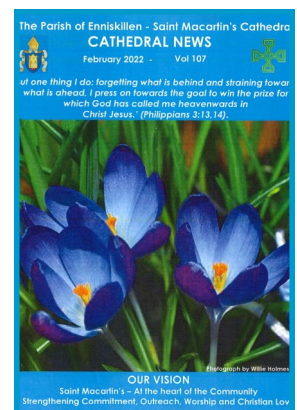 The Parish of Enniskillen - Saint Macartin's Cathedra
CATHEDRAL NEWS
February 2022 - Vol 107
ut one thing I do: forgetting what is behind and straining towar
what is ahead, I press on towards the goal to win the prize for
which God has called me heavenwards in
Christ Jesus.' (Philippians 3:13,14).
Photograph by Willie Holmes
OUR VISION
Saint Macartin's – At the heart of the Community
Strengthening Commitment, Outreach, Worship and Christian Lov